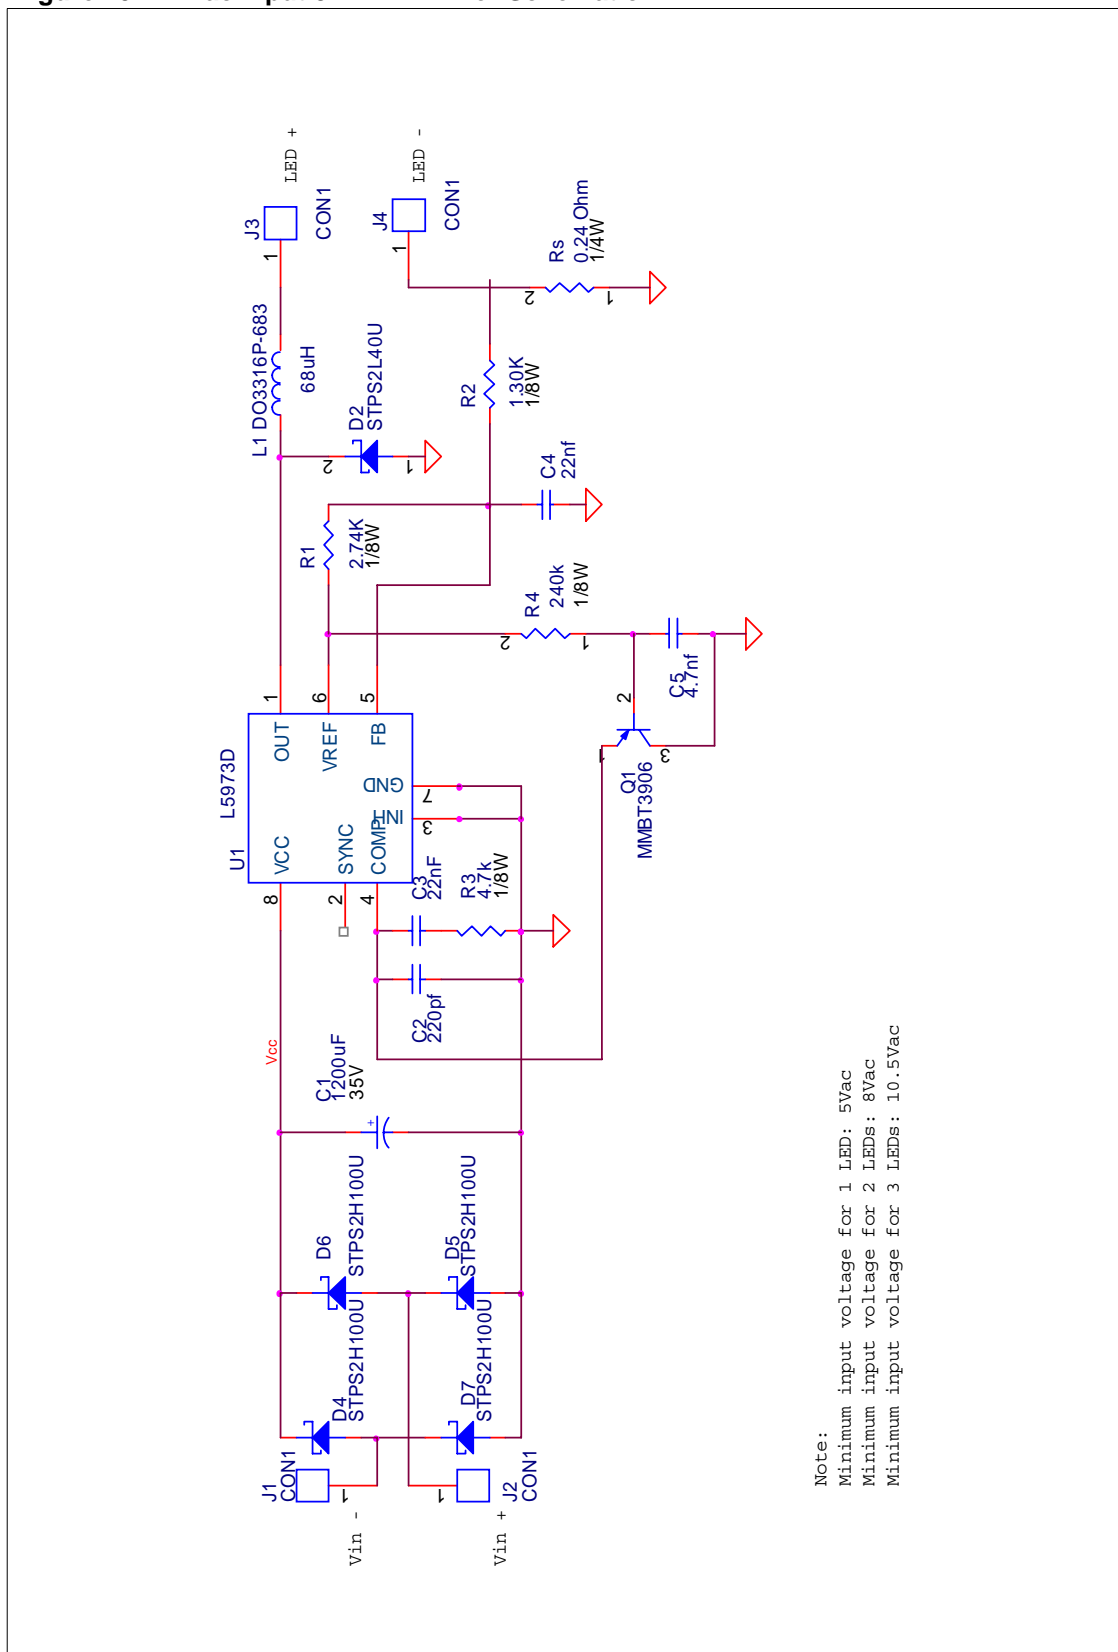 LED +
LED -
J3
CON1
1
J4
CON1
1
L1 DO3316P-683
68uH
D2
STPS2L40U
2
1
R2
1.30K
1/8W
Rs
0.24 Ohm
1/4W
2
1
R1
2.74K
1/8W
C4
22nf
R4
240k
1/8W
2
1
C5
4.7nf
U1
L5973D
OUT
1
VREF
6
FB
5
GND
7
INH
3
VCC
8
SYNC
2
COMP
4
Q1
MMBT3906
1
2
3
C3
22nF
R3
4.7k
1/8W
C2
220pf
Vcc
C1
1200uF
35V
+
D6
STPS2H100U
D5
STPS2H100U
D4
STPS2H100U
D7
STPS2H100U
J1
CON1
1
J2
CON1
1
Vin -
Vin +
Note:
Minimum input voltage for 1 LED: 5Vac
Minimum input voltage for 2 LEDs: 8Vac
Minimum input voltage for 3 LEDs: 10.5Vac